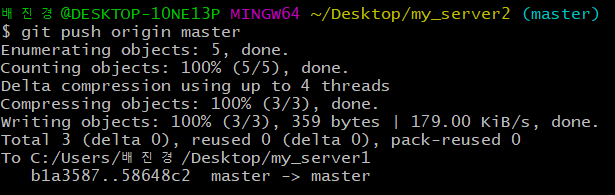 배진경@DESKTOP-1ONE13P MINGW64 ~/Desktop/my_server2 (master)
$ git push origin master
Enumerating objects: 5, done.
Counting objects: 100% (5/5), done.
Delta compression using up to 4 threads
Compressing objects: 100% (3/3), done.
Writing objects: 100% (3/3), 359 bytes | 179.00 KiB/s, done.
Total 3 (delta 0), reused 0 (delta 0), pack-reused 0
To C:/Users/배진경/Desktop/my_server1
   b1a3587..58648c2  master -> master